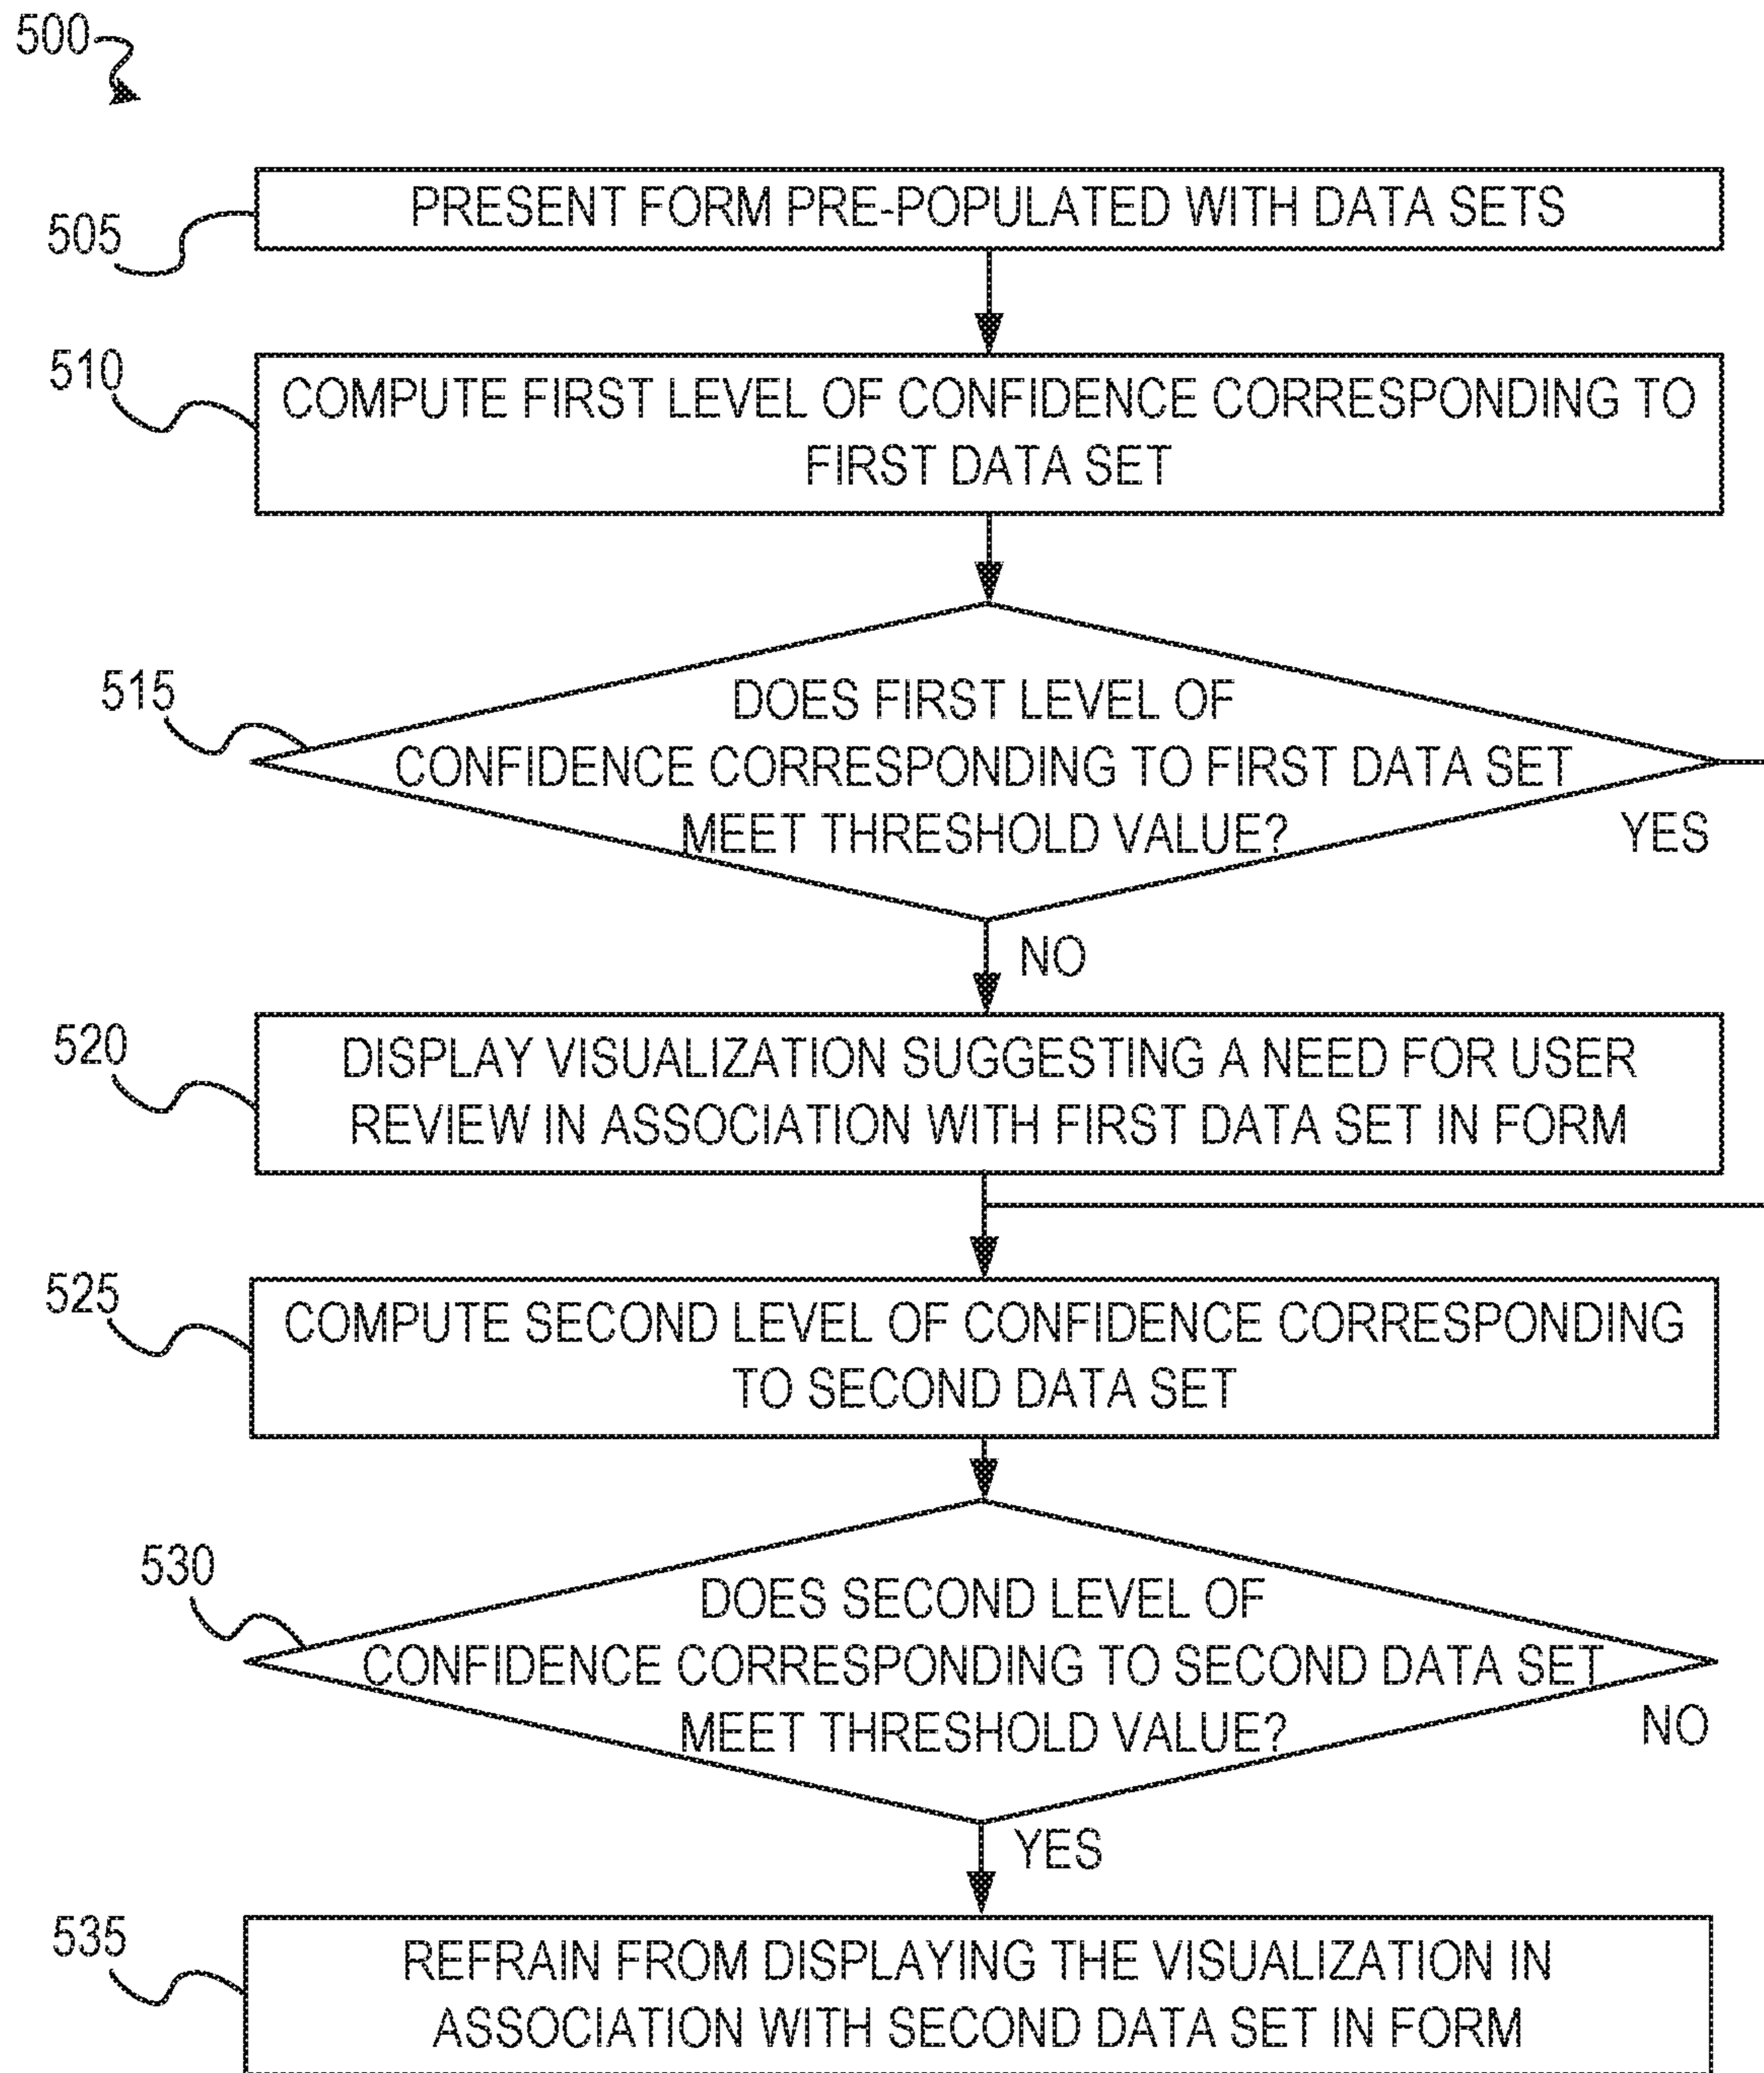 500
505
PRESENT FORM PRE-POPULATED WITH DATA SETS
510
COMPUTE FIRST LEVEL OF CONFIDENCE CORRESPONDING TO
FIRST DATA SET
515
DOES FIRST LEVEL OF
CONFIDENCE CORRESPONDING TO FIRST DATA SET
MEET THRESHOLD VALUE?
YES
NO
520
DISPLAY VISUALIZATION SUGGESTING A NEED FOR USER
REVIEW IN ASSOCIATION WITH FIRST DATA SET IN FORM
525
COMPUTE SECOND LEVEL OF CONFIDENCE CORRESPONDING
TO SECOND DATA SET
530
DOES SECOND LEVEL OF
CONFIDENCE CORRESPONDING TO SECOND DATA SET
MEET THRESHOLD VALUE?
NO
YES
535
REFRAIN FROM DISPLAYING THE VISUALIZATION IN
ASSOCIATION WITH SECOND DATA SET IN FORM